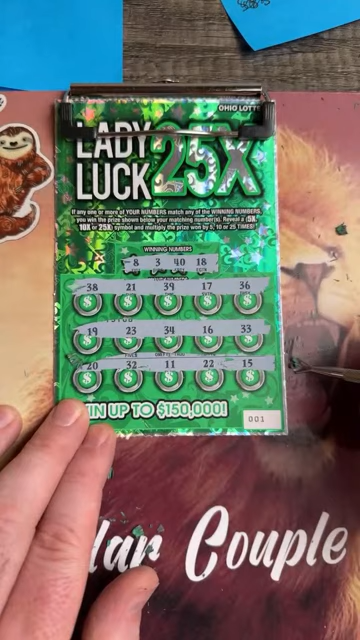 OHIO LOTTERY
LADY
LUCK 25X
If any one or more of YOUR NUMBERS match any of the WINNING NUMBERS,
you win the prize shown below your matching number(s). Reveal a (5X,
10X or 25X) symbol and multiply the prize won by 5, 10 or 25 TIMES!
WINNING NUMBERS
8 3 40 18
38 21 39 17 36
19 23 34 16 33
20 32 11 22 15
WIN UP TO $150,000!
001
Couple